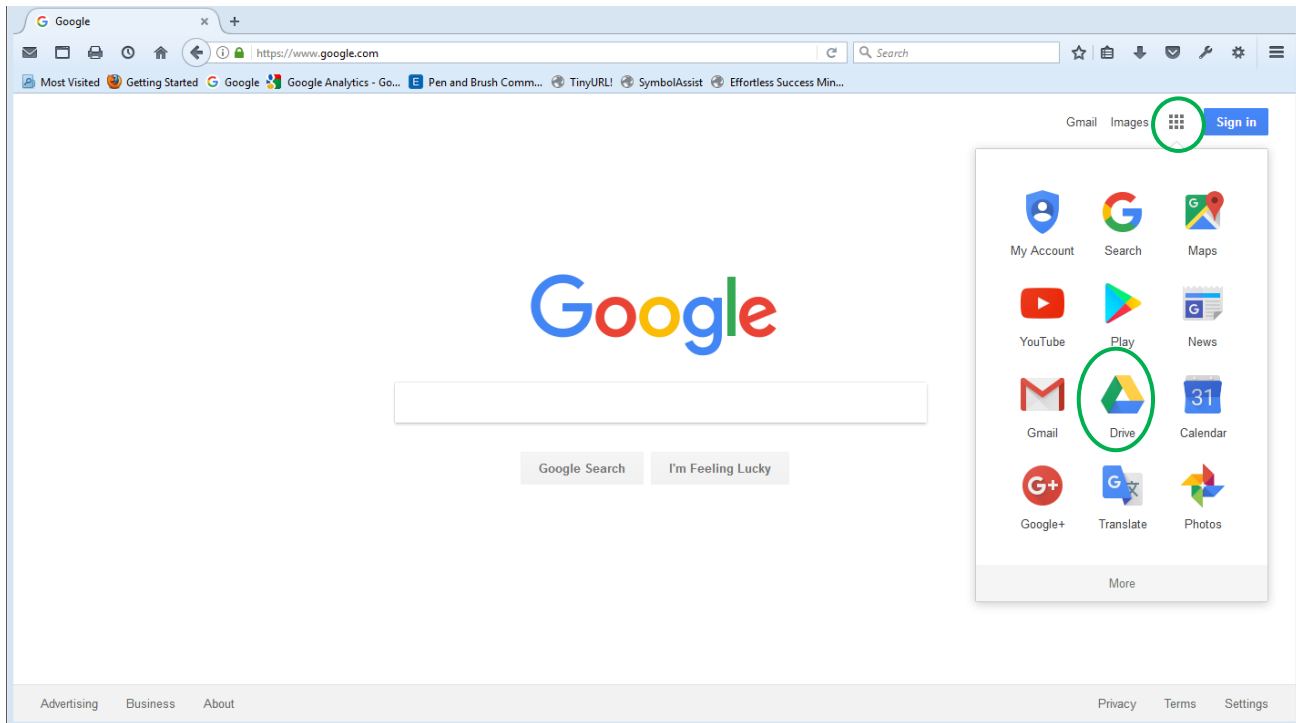 Google
https://www.google.com
Search
Most Visited Getting Started Google Google Analytics - Go... E Pen and Brush Comm... TinyURL! SymbolAssist Effortless Success Min...
Gmail Images Sign in
My Account Search Maps
YouTube Play News
31
Gmail Drive Calendar
G+
Google+ Translate Photos
More
Google
Google Search I'm Feeling Lucky
Advertising Business About Privacy Terms Settings